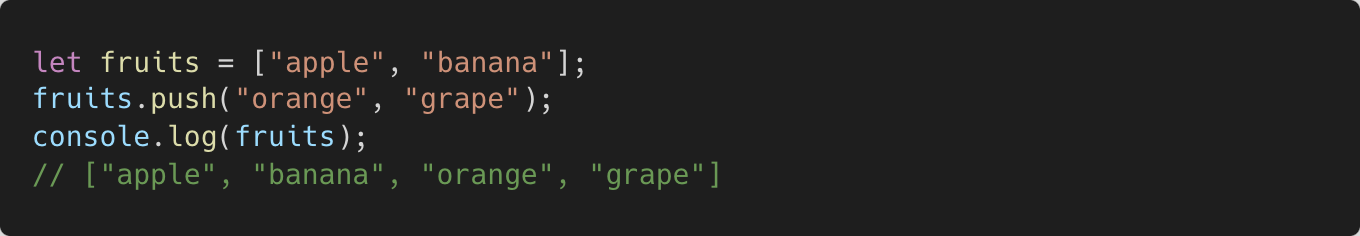 let fruits = ["apple", "banana"];
fruits.push("orange", "grape");
console.log(fruits);
// ["apple", "banana", "orange", "grape"]